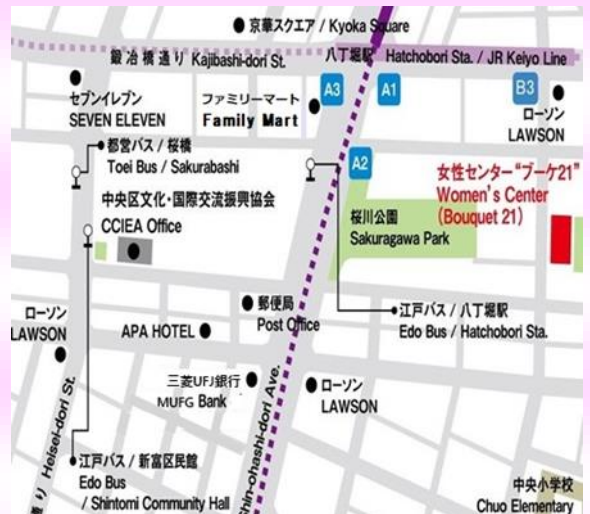 京華スクエア / Kyoka Square
鍛冶橋通り Kajibashi-dori St.
八丁堀駅 Hatchobori Sta. / JR Keiyo Line
セブンイレブン
SEVEN ELEVEN
ファミリーマート
Family Mart
A3
A1
B3
ローソン
LAWSON
都営バス / 桜橋
Toei Bus / Sakurabashi
A2
女性センター“ブーケ21”
Women's Center
(Bouquet 21)
中央区文化・国際交流振興協会
CCIEA Office
桜川公園
Sakuragawa Park
郵便局
Post Office
江戸バス / 八丁堀駅
Edo Bus / Hatchobori Sta.
ローソン
LAWSON
APA HOTEL
三菱UFJ銀行
MUFG Bank
ローソン
LAWSON
通り Heisei-dori St.
Shin-ohashi-dori Ave.
江戸バス / 新富区民館
Edo Bus
/ Shintomi Community Hall
中央小学校
Chuo Elementary